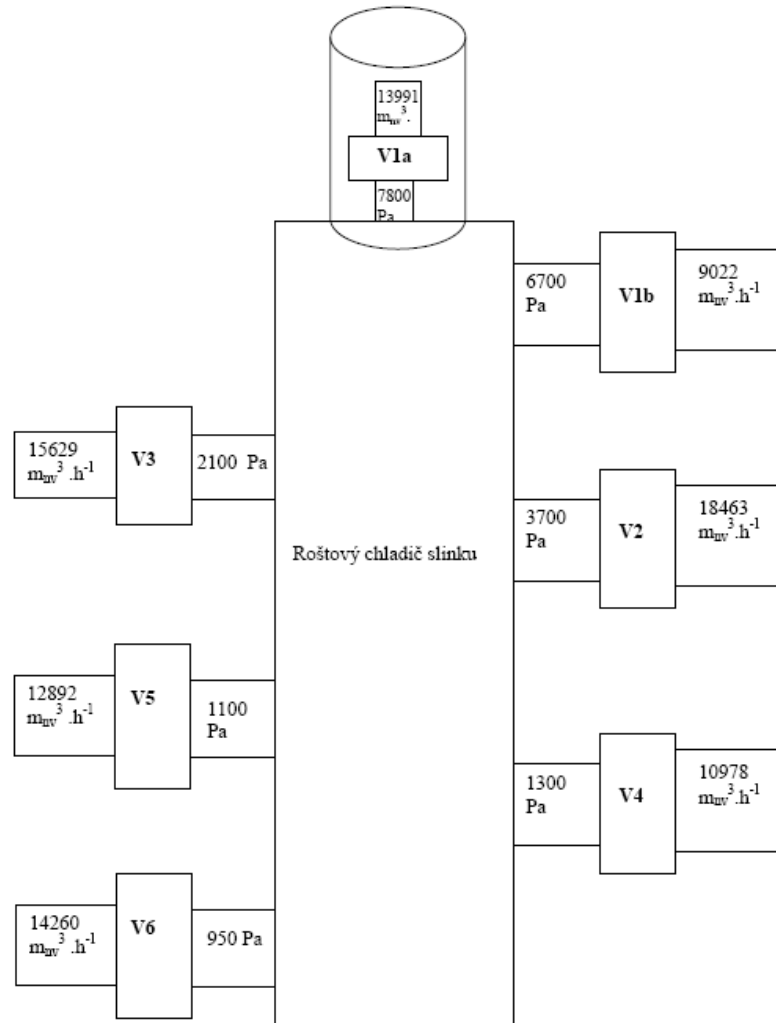 13991
m_nv^3.
V1a
7800
Pa
6700
Pa
V1b
9022
m_nv^3.h^-1
15629
m_nv^3 .h^-1
V3
2100 Pa
3700
Pa
V2
18463
m_nv^3.h^-1
Roštový chladič slinku
12892
m_nv^3 .h^-1
V5
1100
Pa
1300
Pa
V4
10978
m_nv^3.h^-1
14260
m_nv^3 .h^-1
V6
950 Pa